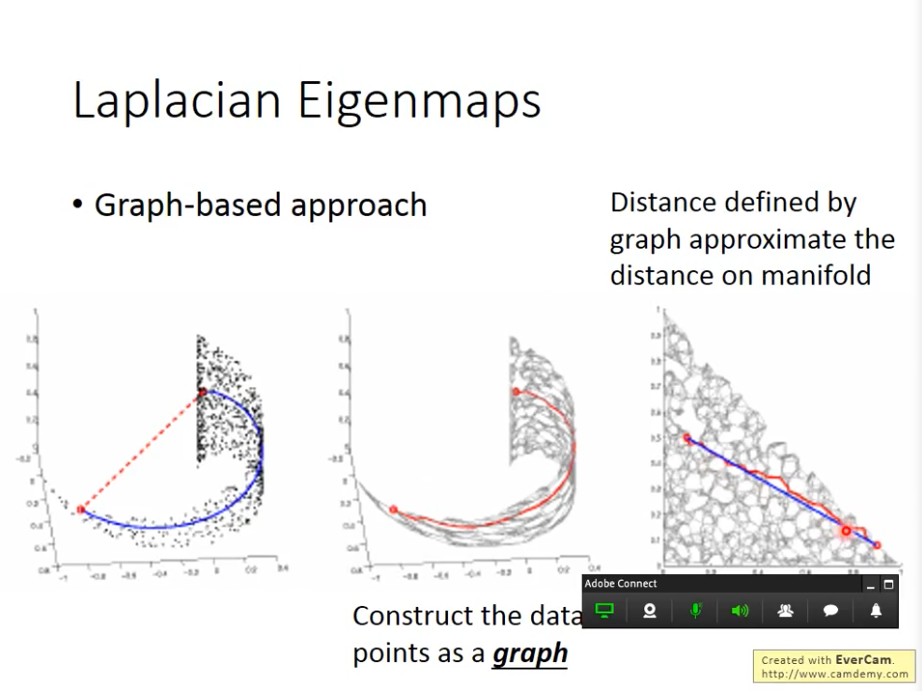 Laplacian Eigenmaps
• Graph-based approach
Distance defined by
graph approximate the
distance on manifold
Construct the data
points as a graph
Adobe Connect
Created with EverCam.
http://www.camdemy.com